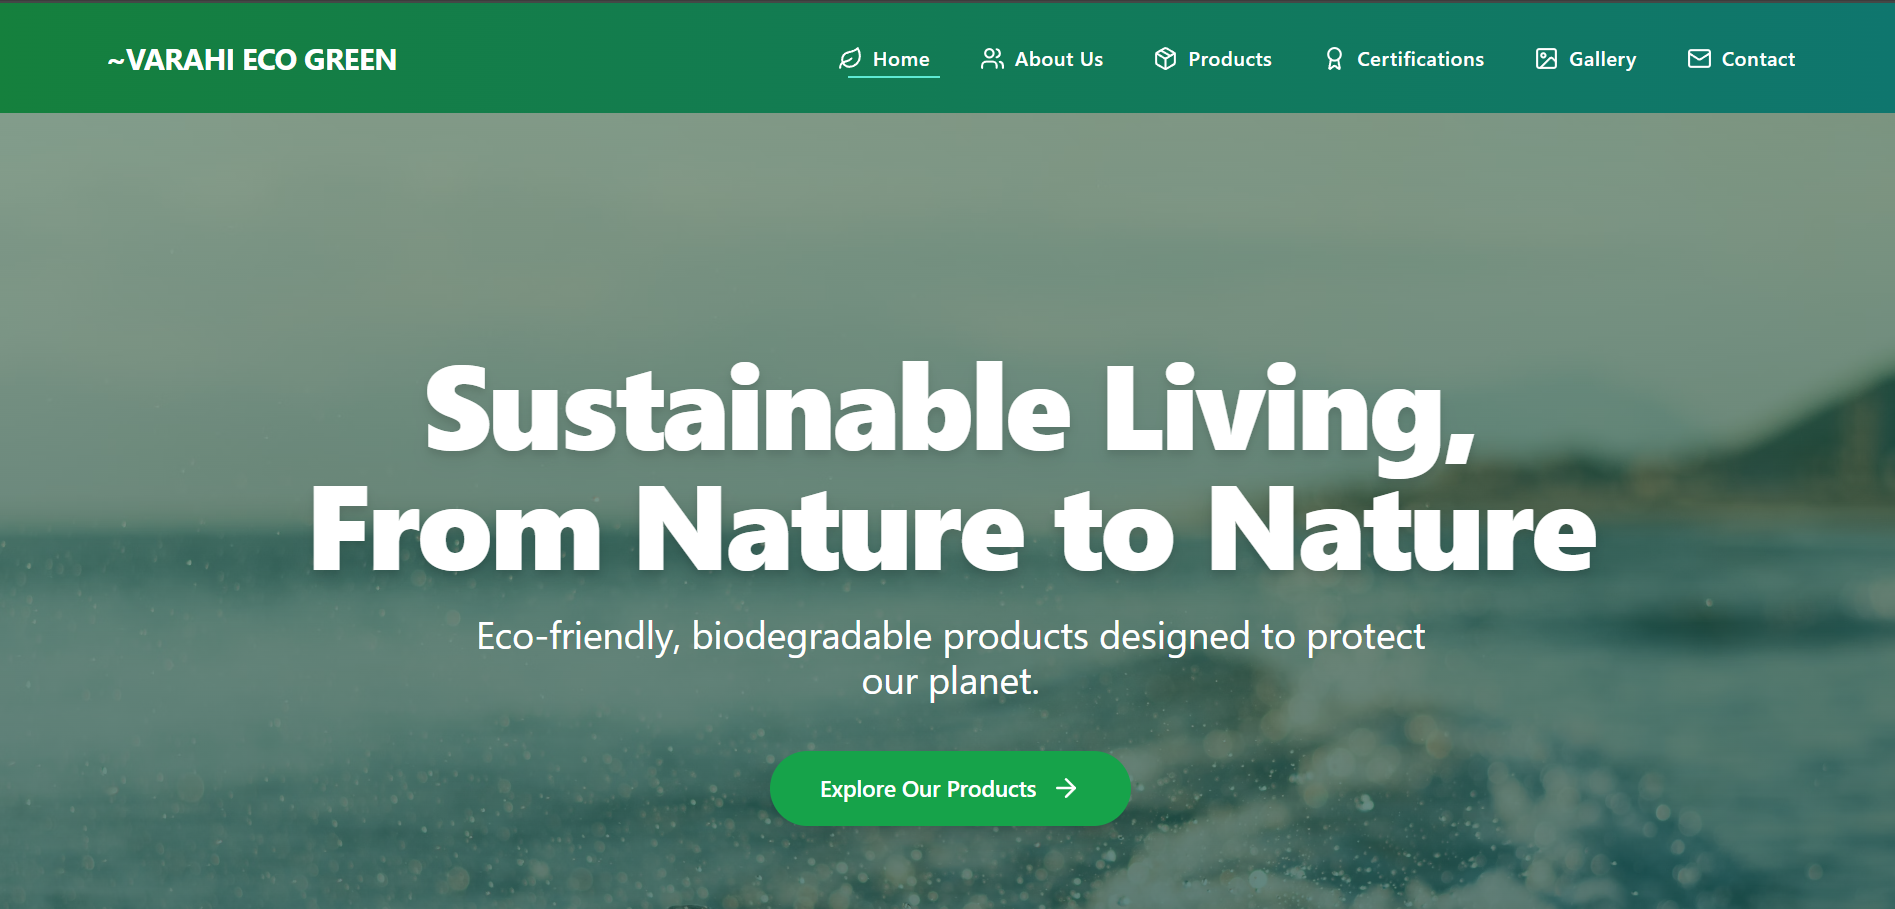 ~VARAHI ECO GREEN
Home
About Us
Products
Certifications
Gallery
Contact
Sustainable Living,
From Nature to Nature
Eco-friendly, biodegradable products designed to protect
our planet.
Explore Our Products